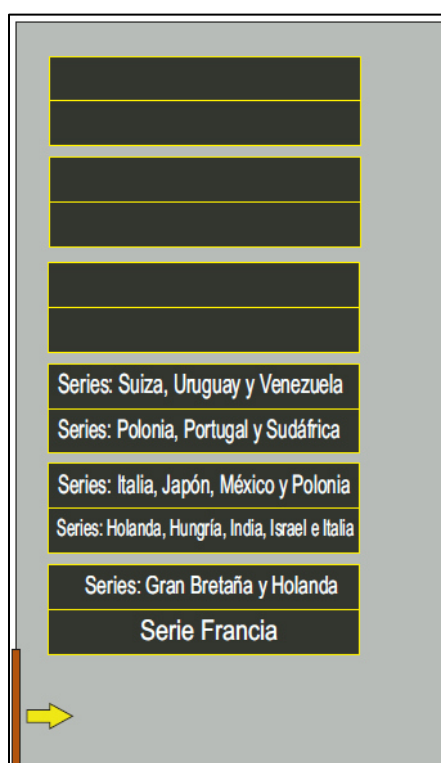 Series: Suiza, Uruguay y Venezuela
Series: Polonia, Portugal y Sudáfrica
Series: Italia, Japón, México y Polonia
Series: Holanda, Hungría, India, Israel e Italia
Series: Gran Bretaña y Holanda
Serie Francia